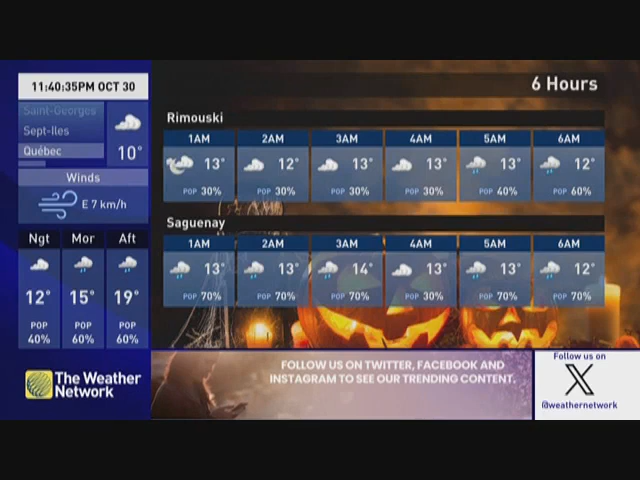 11:40:35PM OCT 30
6 Hours
Saint-Georges
Sept-Iles
Québec
10°
Winds
E 7 km/h
Ngt Mor Aft
12° 15° 19°
POP POP POP
40% 60% 60%
Rimouski
1AM 2AM 3AM 4AM 5AM 6AM
13° 12° 13° 13° 13° 12°
POP 30% POP 30% POP 30% POP 30% POP 40% POP 60%
Saguenay
1AM 2AM 3AM 4AM 5AM 6AM
13° 13° 14° 13° 13° 12°
POP 70% POP 70% POP 70% POP 30% POP 70% POP 70%
The Weather
Network
FOLLOW US ON TWITTER, FACEBOOK AND
INSTAGRAM TO SEE OUR TRENDING CONTENT.
Follow us on
X
@weathernetwork